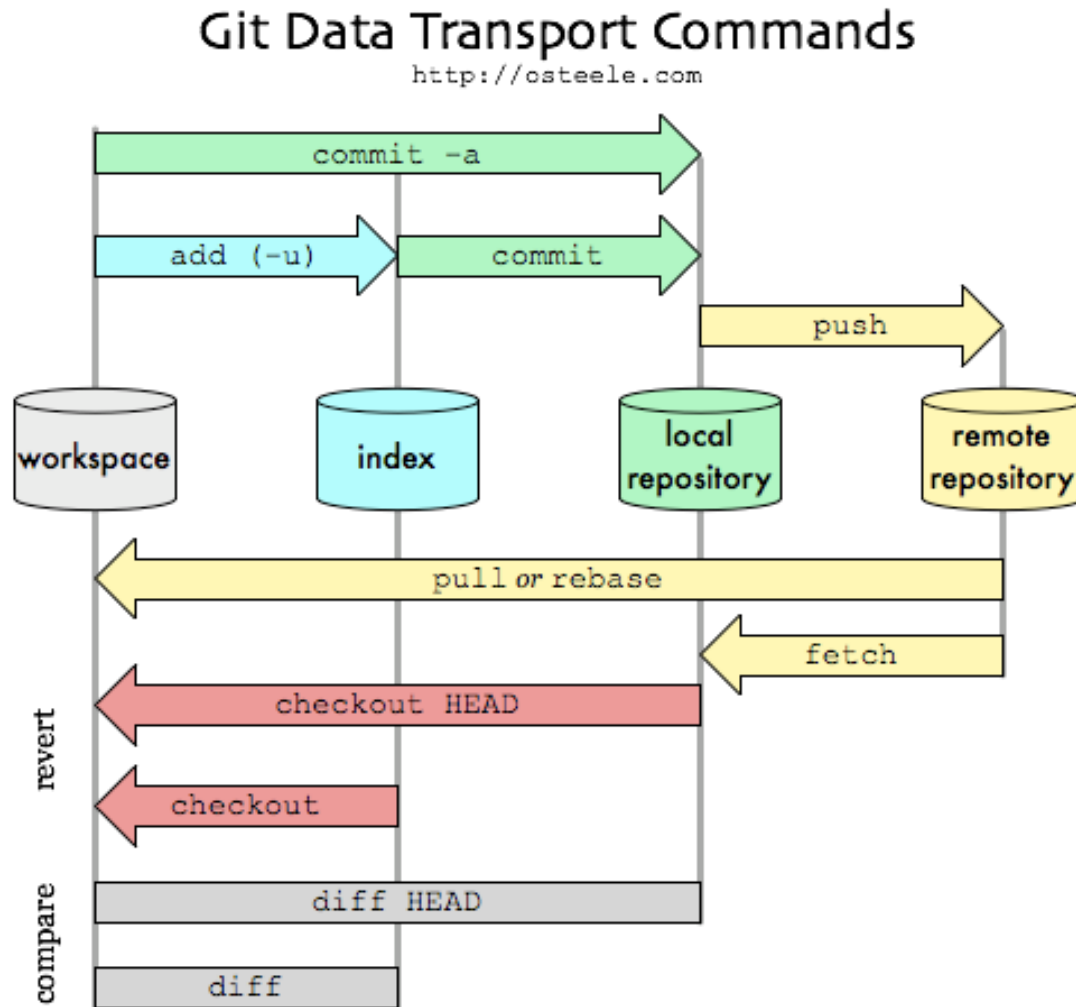 Git Data Transport Commands
http://osteele.com
commit -a
add (-u)
commit
push
workspace
index
local
repository
remote
repository
pull or rebase
fetch
revert
checkout HEAD
checkout
compare
diff HEAD
diff